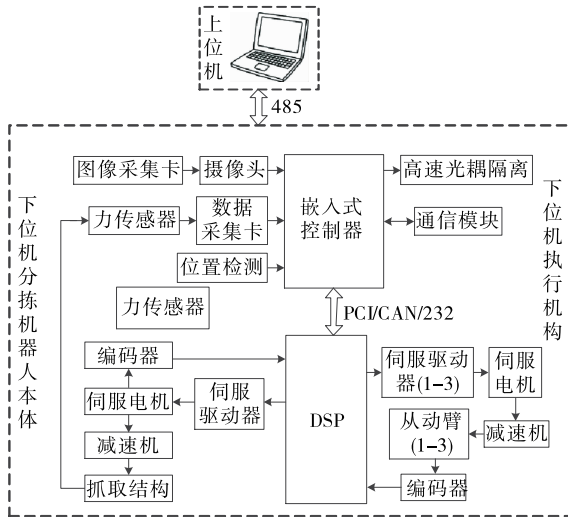 上位机
485
下位机分拣机器人本体
下位机执行机构
图像采集卡
摄像头
嵌入式
控制器
高速光耦隔离
力传感器
数据
采集卡
通信模块
位置检测
力传感器
PCI/CAN/232
编码器
伺服电机
伺服
驱动器
DSP
伺服驱动
器(1-3)
伺服
电机
减速机
从动臂
(1-3)
减速机
抓取结构
编码器